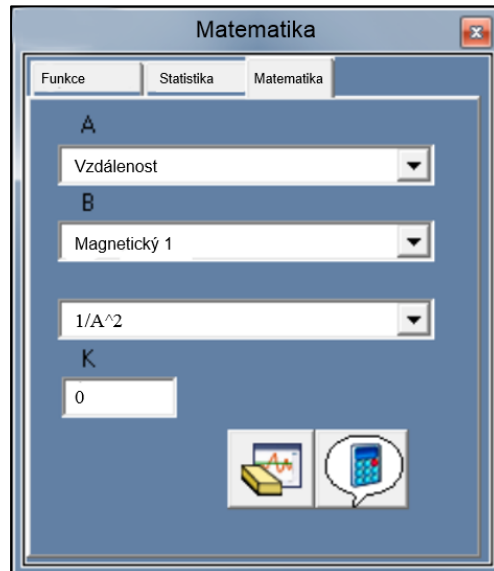 Matematika
Funkce Statistika Matematika
A
Vzdálenost
B
Magnetický 1
1/A^2
K
0